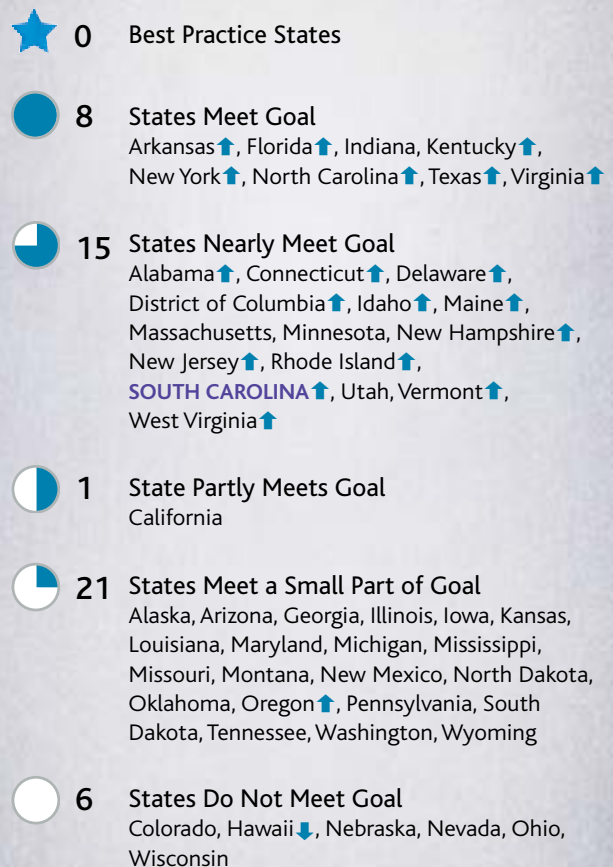 0 Best Practice States
8 States Meet Goal
Arkansas⬆, Florida⬆, Indiana, Kentucky⬆,
New York⬆, North Carolina⬆, Texas⬆, Virginia⬆
15 States Nearly Meet Goal
Alabama⬆, Connecticut⬆, Delaware⬆,
District of Columbia⬆, Idaho⬆, Maine⬆,
Massachusetts, Minnesota, New Hampshire⬆,
New Jersey⬆, Rhode Island⬆,
SOUTH CAROLINA⬆, Utah, Vermont⬆,
West Virginia⬆
1 State Partly Meets Goal
California
21 States Meet a Small Part of Goal
Alaska, Arizona, Georgia, Illinois, Iowa, Kansas,
Louisiana, Maryland, Michigan, Mississippi,
Missouri, Montana, New Mexico, North Dakota,
Oklahoma, Oregon⬆, Pennsylvania, South
Dakota, Tennessee, Washington, Wyoming
6 States Do Not Meet Goal
Colorado, Hawaii⬇, Nebraska, Nevada, Ohio,
Wisconsin